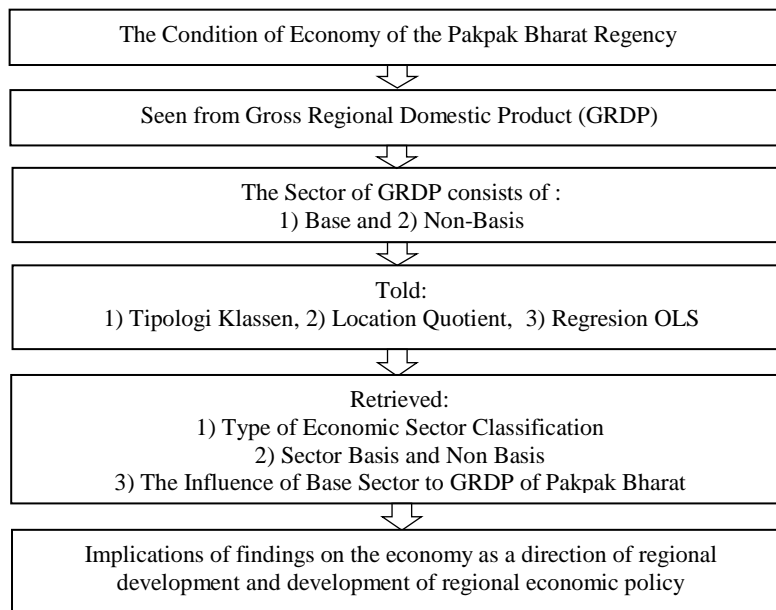 The Condition of Economy of the Pakpak Bharat Regency
Seen from Gross Regional Domestic Product (GRDP)
The Sector of GRDP consists of :
1) Base and 2) Non-Basis
Told:
1) Tipologi Klassen, 2) Location Quotient, 3) Regresion OLS
Retrieved:
1) Type of Economic Sector Classification
2) Sector Basis and Non Basis
3) The Influence of Base Sector to GRDP of Pakpak Bharat
Implications of findings on the economy as a direction of regional
development and development of regional economic policy